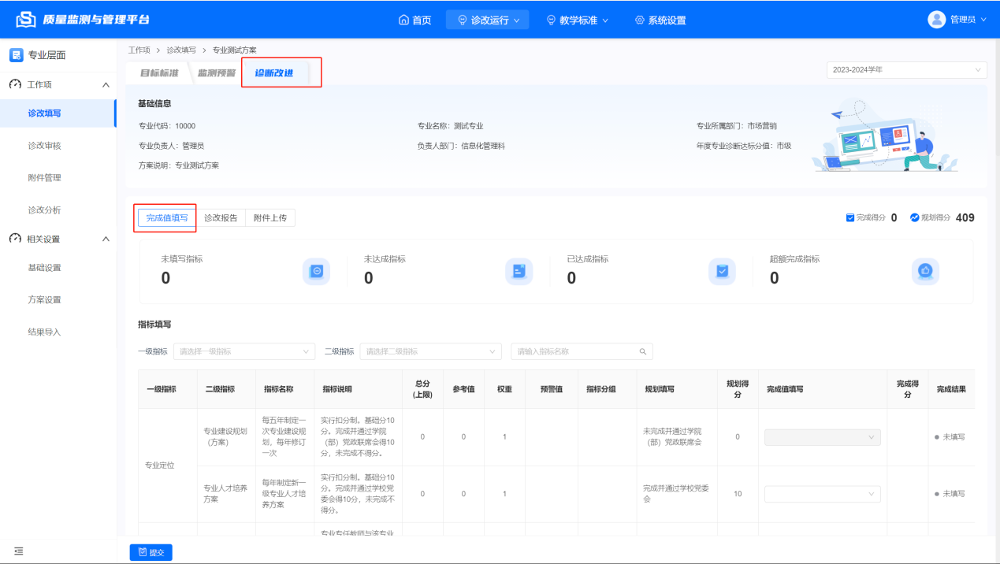 质量监测与管理平台
首页
诊改运行
教学标准
系统设置
管理员
专业层面
工作项
诊改填写
诊改审核
附件管理
诊改分析
相关设置
基础设置
方案设置
结果导入
工作项 > 诊改填写 > 专业测试方案
目标标准
监测预警
诊断改进
2023-2024学年
基础信息
专业代码：10000
专业名称：测试专业
专业所属部门：市场营销
专业负责人：管理员
负责人部门：信息化管理科
年度专业诊断达标分值：市级
方案说明：专业测试方案
完成值填写
诊改报告
附件上传
完成得分 0
规划得分 409
未填写指标
0
未达成指标
0
已达成指标
0
超额完成指标
0
指标填写
一级指标 请选择一级指标
二级指标 请选择二级指标
请输入指标名称
一级指标
二级指标
指标名称
指标说明
总分
(上限)
参考值
权重
预警值
指标分组
规划填写
规划得
分
完成值填写
完成得
分
完成结果
专业定位
专业建设规划
（方案）
每五年制定一
次专业建设规
划，每年修订
一次
实行扣分制。基础分10
分。完成并通过学院
（部）党政联席会得10
分，未完成不得分。
0
0
1
未完成并通过学院
（部）党政联席会
0
未填写
专业人才培养
方案
每年制定新一
级专业人才培
养方案
实行扣分制。基础分10
分。完成并通过学校党
委会得10分，未完成不
得分。
0
0
1
完成并通过学校党委
会
10
未填写
专业专任教师与该专业
提交